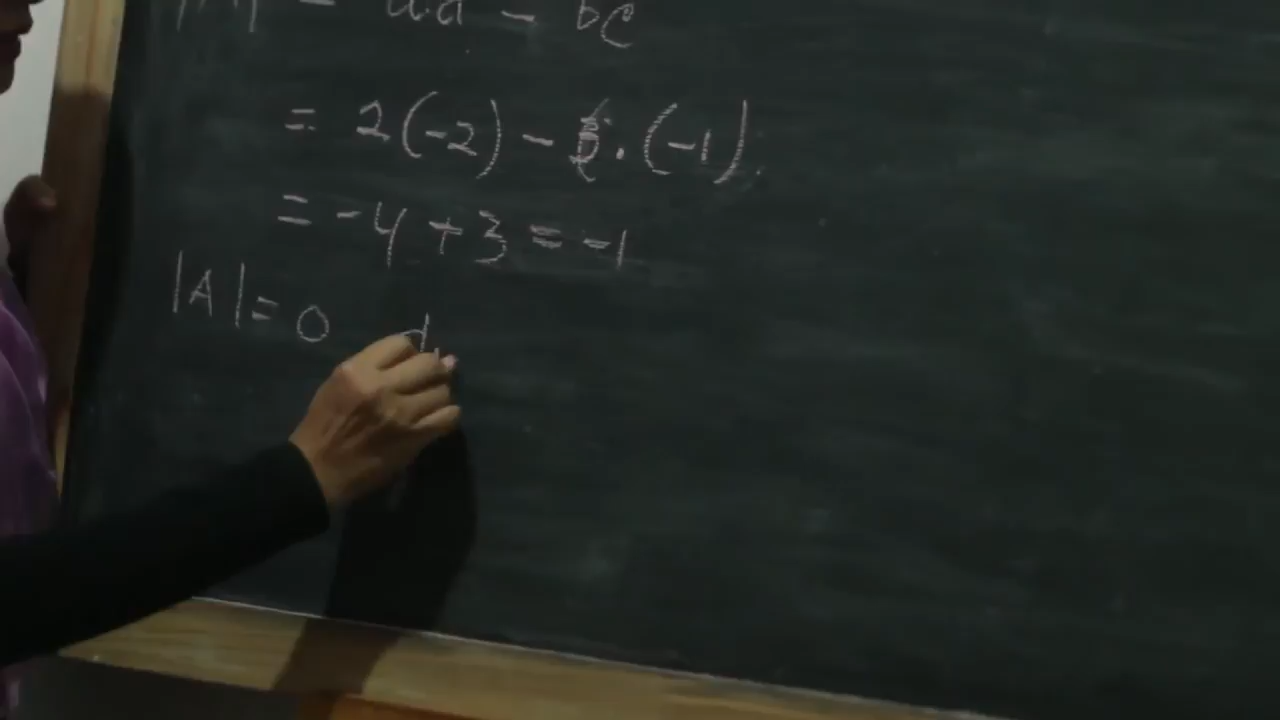 |A| = ad - bc
= 2(-2) - 3.(-1)
= -4 + 3 = -1
|A| = 0 d